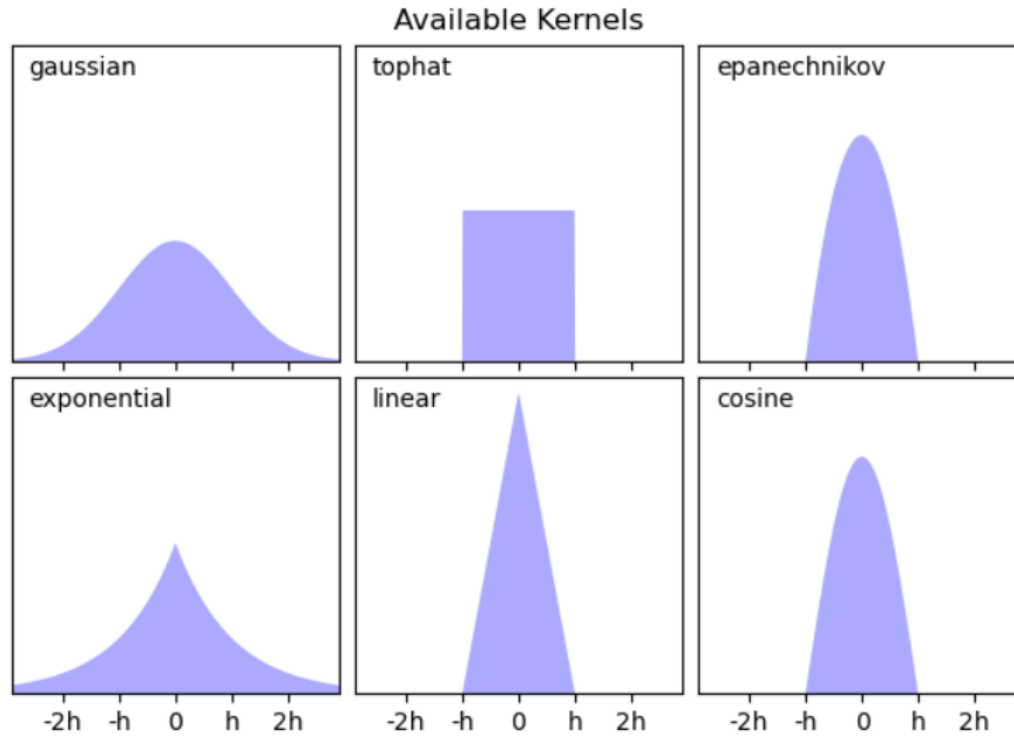 Available Kernels
gaussian
tophat
epanechnikov
exponential
linear
cosine
-2h -h 0 h 2h
-2h -h 0 h 2h
-2h -h 0 h 2h